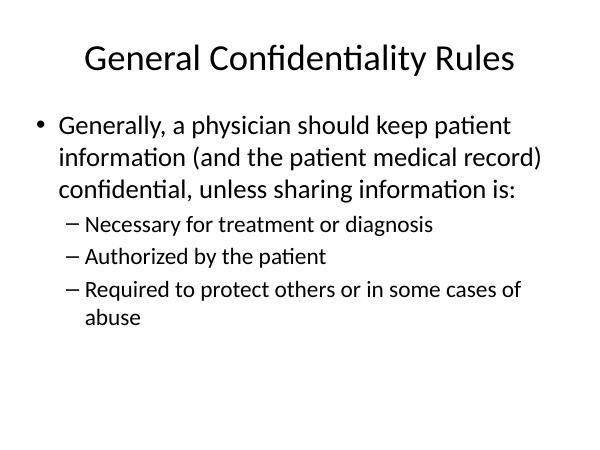 General Confidentiality Rules
• Generally, a physician should keep patient
information (and the patient medical record)
confidential, unless sharing information is:
– Necessary for treatment or diagnosis
– Authorized by the patient
– Required to protect others or in some cases of
abuse